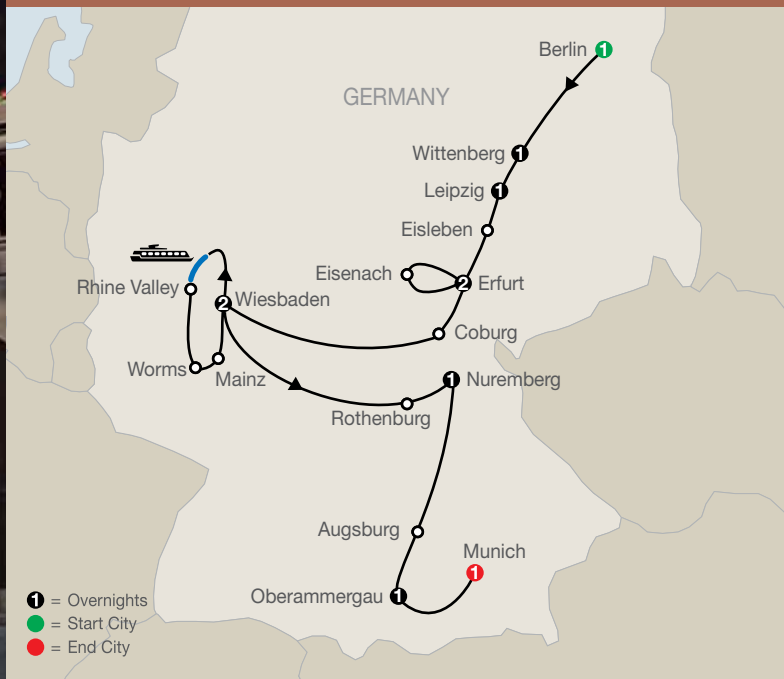 Berlin 1
GERMANY
Wittenberg 1
Leipzig 1
Eisleben
Eisenach
2 Erfurt
Rhine Valley
2 Wiesbaden
Coburg
Worms
Mainz
1 Nuremberg
Rothenburg
Augsburg
Munich
1
Oberammergau 1
1 = Overnights
= Start City
= End City